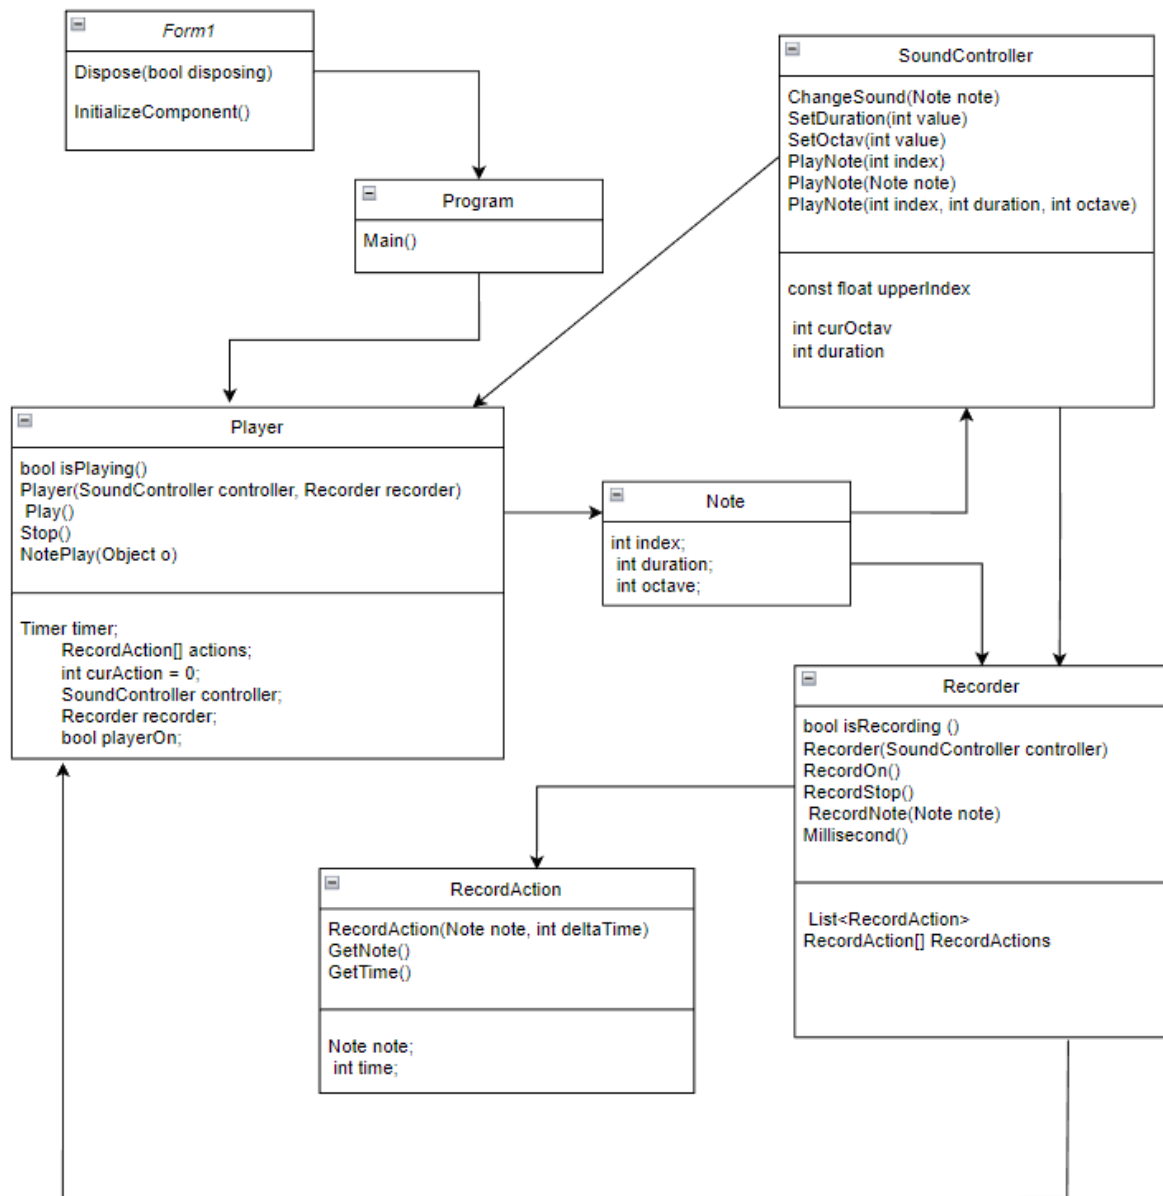 Form1
Dispose(bool disposing)
InitializeComponent()
SoundController
ChangeSound(Note note)
SetDuration(int value)
SetOctav(int value)
PlayNote(int index)
PlayNote(Note note)
PlayNote(int index, int duration, int octave)
const float upperIndex
int curOctav
int duration
Program
Main()
Player
bool isPlaying()
Player(SoundController controller, Recorder recorder)
Play()
Stop()
NotePlay(Object o)
Timer timer;
RecordAction[] actions;
int curAction = 0;
SoundController controller;
Recorder recorder;
bool playerOn;
Note
int index;
int duration;
int octave;
Recorder
bool isRecording ()
Recorder(SoundController controller)
RecordOn()
RecordStop()
RecordNote(Note note)
Millisecond()
List<RecordAction>
RecordAction[] RecordActions
RecordAction
RecordAction(Note note, int deltaTime)
GetNote()
GetTime()
Note note;
int time;